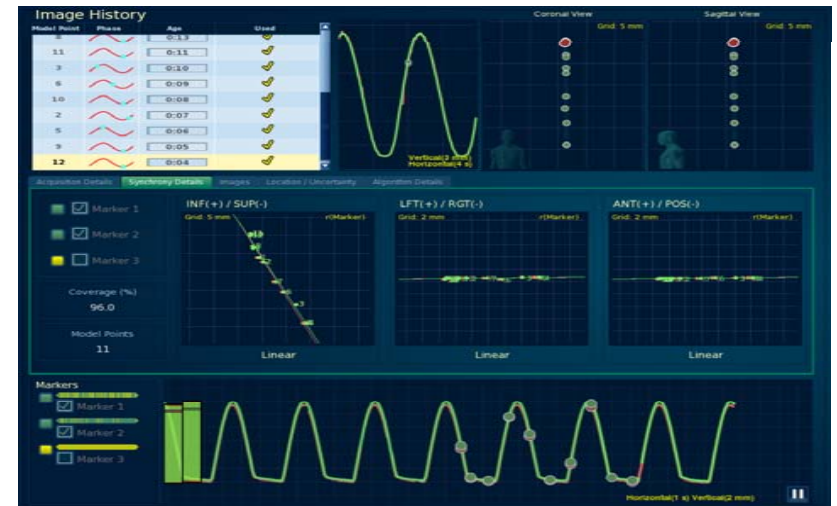 Image History
Coronal View
Sagittal View
Model Point Phase Age Used
Grid: 5 mm
Grid: 5 mm
8 0:13
11 0:11
3 0:10
6 0:09
10 0:08
2 0:07
5 0:06
9 0:05
12 0:04
Vertical(3 mm)
Horizontal(4 s)
Acquisition Details Synchrony Details Images Location / Uncertainty Algorithm Details
Marker 1
Marker 2
Marker 3
Coverage (%)
96.0
Model Points
11
INF(+) / SUP(-)
Grid: 5 mm r(Marker)
Linear
LFT(+) / RGT(-)
Grid: 2 mm r(Marker)
Linear
ANT(+) / POS(-)
Grid: 2 mm r(Marker)
Linear
Markers
Marker 1
Marker 2
Marker 3
Horizontal(1 s) Vertical(2 mm)